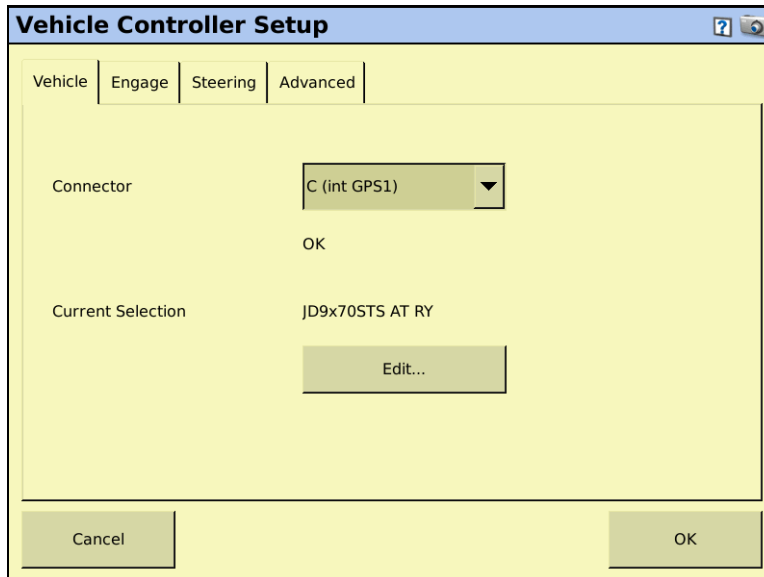 Vehicle Controller Setup
?
Vehicle Engage Steering Advanced
Connector C (int GPS1)
OK
Current Selection JD9x70STS AT RY
Edit...
Cancel OK